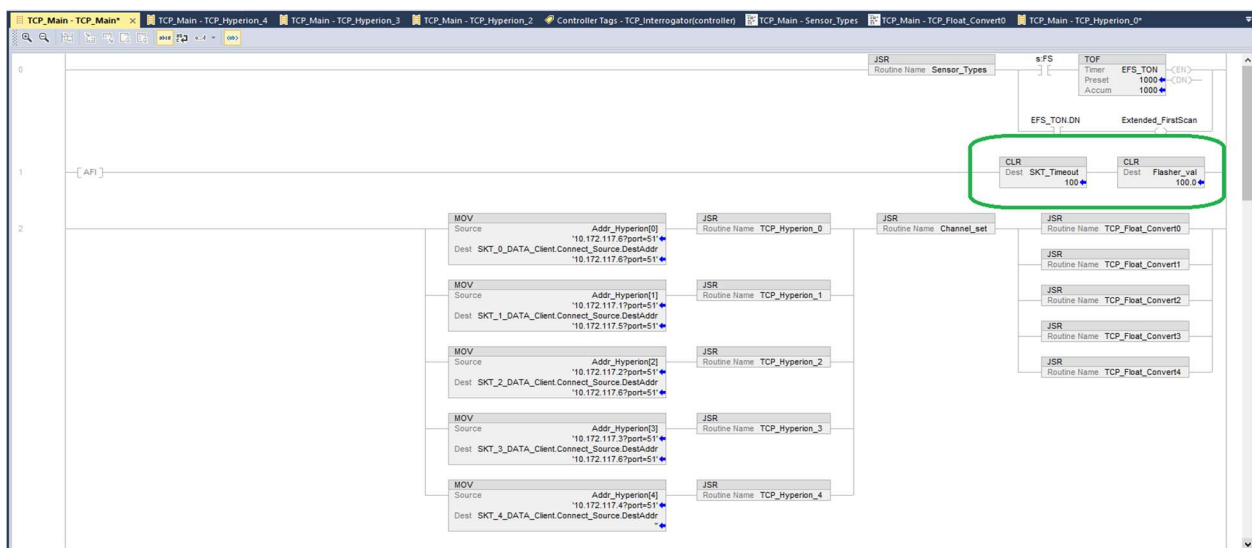 TCP_Main - TCP_Main* × TCP_Main - TCP_Hyperion_4 TCP_Main - TCP_Hyperion_3 TCP_Main - TCP_Hyperion_2 Controller Tags - TCP_Interrogator(controller) TCP_Main - Sensor_Types TCP_Main - TCP_Float_Convert0 TCP_Main - TCP_Hyperion_0*
0
JSR
Routine Name Sensor_Types
s:FS
TOF
Timer EFS_TON
Preset 1000
Accum 1000
(EN)
(DN)
EFS_TON.DN
Extended_FirstScan
1
[ AFI ]
CLR
Dest SKT_Timeout
100
CLR
Dest Flasher_val
100.0
2
MOV
Source Addr_Hyperion[0]
'10.172.117.6?port=51'
Dest SKT_0_DATA_Client.Connect_Source.DestAddr
'10.172.117.6?port=51'
JSR
Routine Name TCP_Hyperion_0
JSR
Routine Name Channel_set
JSR
Routine Name TCP_Float_Convert0
JSR
Routine Name TCP_Float_Convert1
MOV
Source Addr_Hyperion[1]
'10.172.117.1?port=51'
Dest SKT_1_DATA_Client.Connect_Source.DestAddr
'10.172.117.5?port=51'
JSR
Routine Name TCP_Hyperion_1
JSR
Routine Name TCP_Float_Convert2
JSR
Routine Name TCP_Float_Convert3
MOV
Source Addr_Hyperion[2]
'10.172.117.2?port=51'
Dest SKT_2_DATA_Client.Connect_Source.DestAddr
'10.172.117.6?port=51'
JSR
Routine Name TCP_Hyperion_2
JSR
Routine Name TCP_Float_Convert4
MOV
Source Addr_Hyperion[3]
'10.172.117.3?port=51'
Dest SKT_3_DATA_Client.Connect_Source.DestAddr
'10.172.117.6?port=51'
JSR
Routine Name TCP_Hyperion_3
MOV
Source Addr_Hyperion[4]
'10.172.117.4?port=51'
Dest SKT_4_DATA_Client.Connect_Source.DestAddr
''
JSR
Routine Name TCP_Hyperion_4